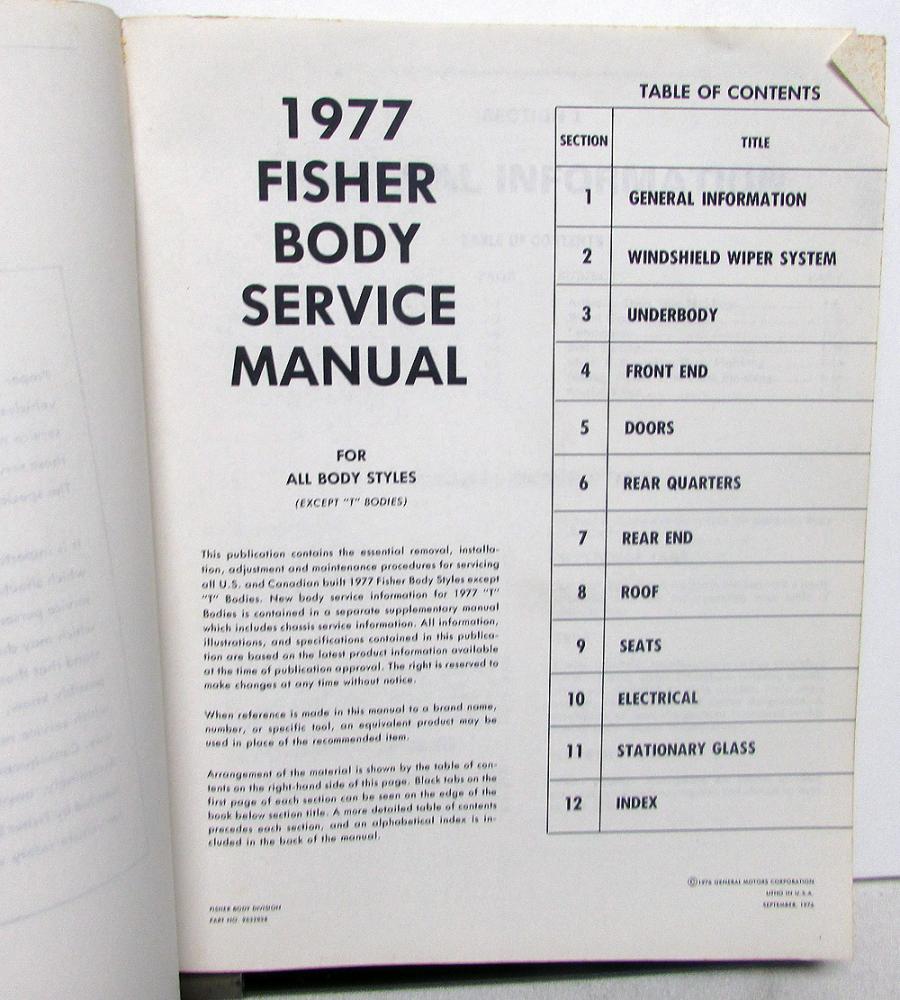 1977
FISHER
BODY
SERVICE
MANUAL
FOR
ALL BODY STYLES
(EXCEPT "T" BODIES)
This publication contains the essential removal, installa-
tion, adjustment and maintenance procedures for servicing
all U.S. and Canadian built 1977 Fisher Body Styles except
"T" Bodies. New body service information for 1977 "T"
Bodies is contained in a separate supplementary manual
which includes chassis service information. All information,
illustrations, and specifications contained in this publica-
tion are based on the latest product information available
at the time of publication approval. The right is reserved to
make changes at any time without notice.
When reference is made in this manual to a brand name,
number, or specific tool, an equivalent product may be
used in place of the recommended item.
Arrangement of the material is shown by the table of con-
tents on the right-hand side of this page. Black tabs on the
first page of each section can be seen on the edge of the
book below section title. A more detailed table of contents
precedes each section, and an alphabetical index is in-
cluded in the back of the manual.
FISHER BODY DIVISION
PART NO.
TABLE OF CONTENTS
SECTION TITLE
1 GENERAL INFORMATION
2 WINDSHIELD WIPER SYSTEM
3 UNDERBODY
4 FRONT END
5 DOORS
6 REAR QUARTERS
7 REAR END
8 ROOF
9 SEATS
10 ELECTRICAL
11 STATIONARY GLASS
12 INDEX
©1976 GENERAL MOTORS CORPORATION
LITHO IN U.S.A.
SEPTEMBER, 1976